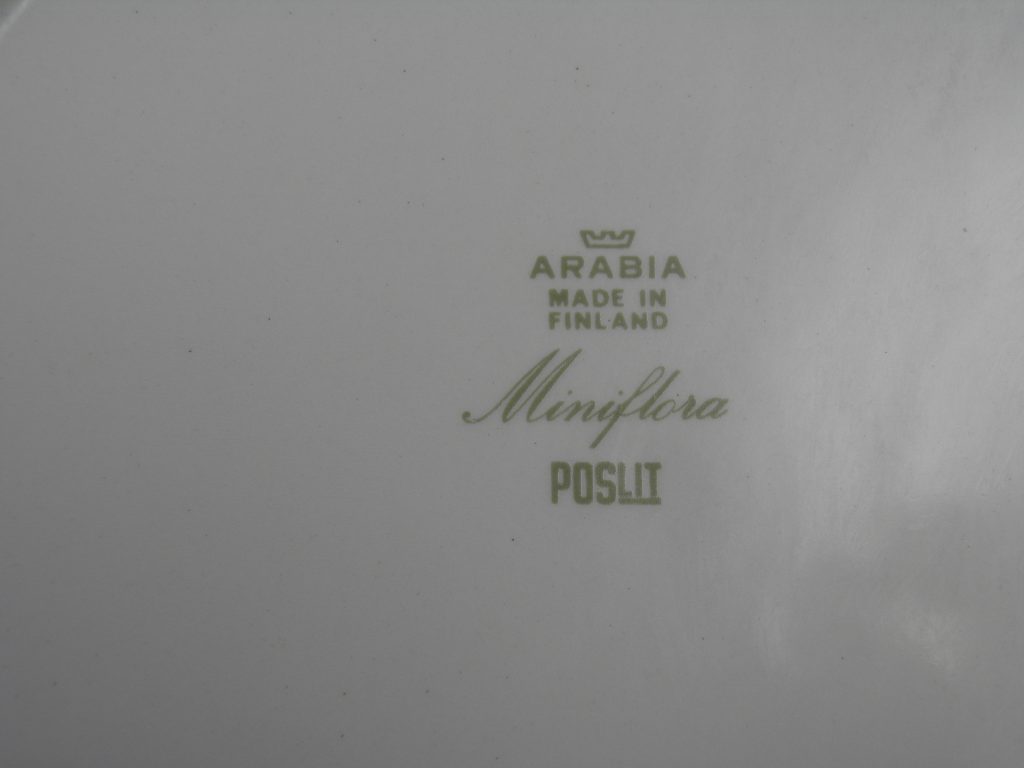 ARABIA
MADE IN
FINLAND
Miniflora
POSLIT